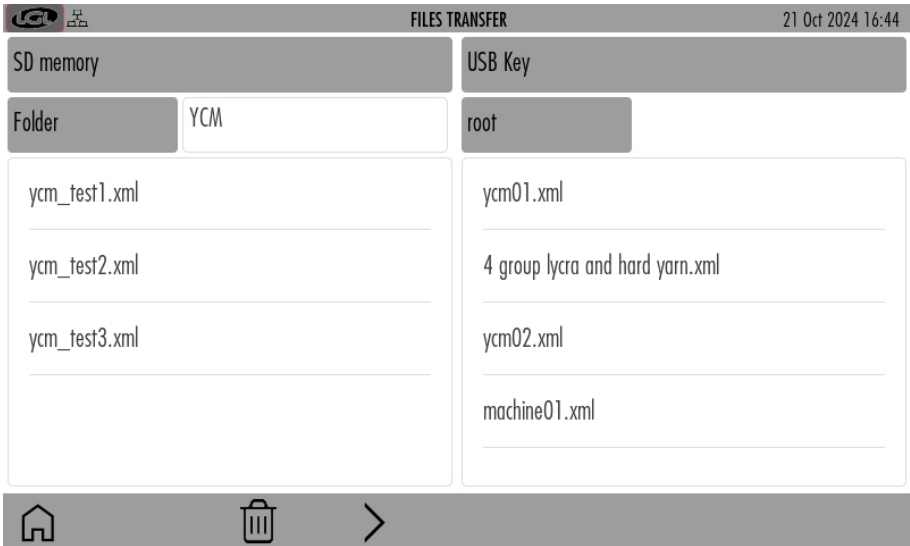 LGL
FILES TRANSFER
21 Oct 2024 16:44
SD memory
USB Key
Folder
YCM
root
ycm_test1.xml
ycm_test2.xml
ycm_test3.xml
ycm01.xml
4 group lycra and hard yarn.xml
ycm02.xml
machine01.xml